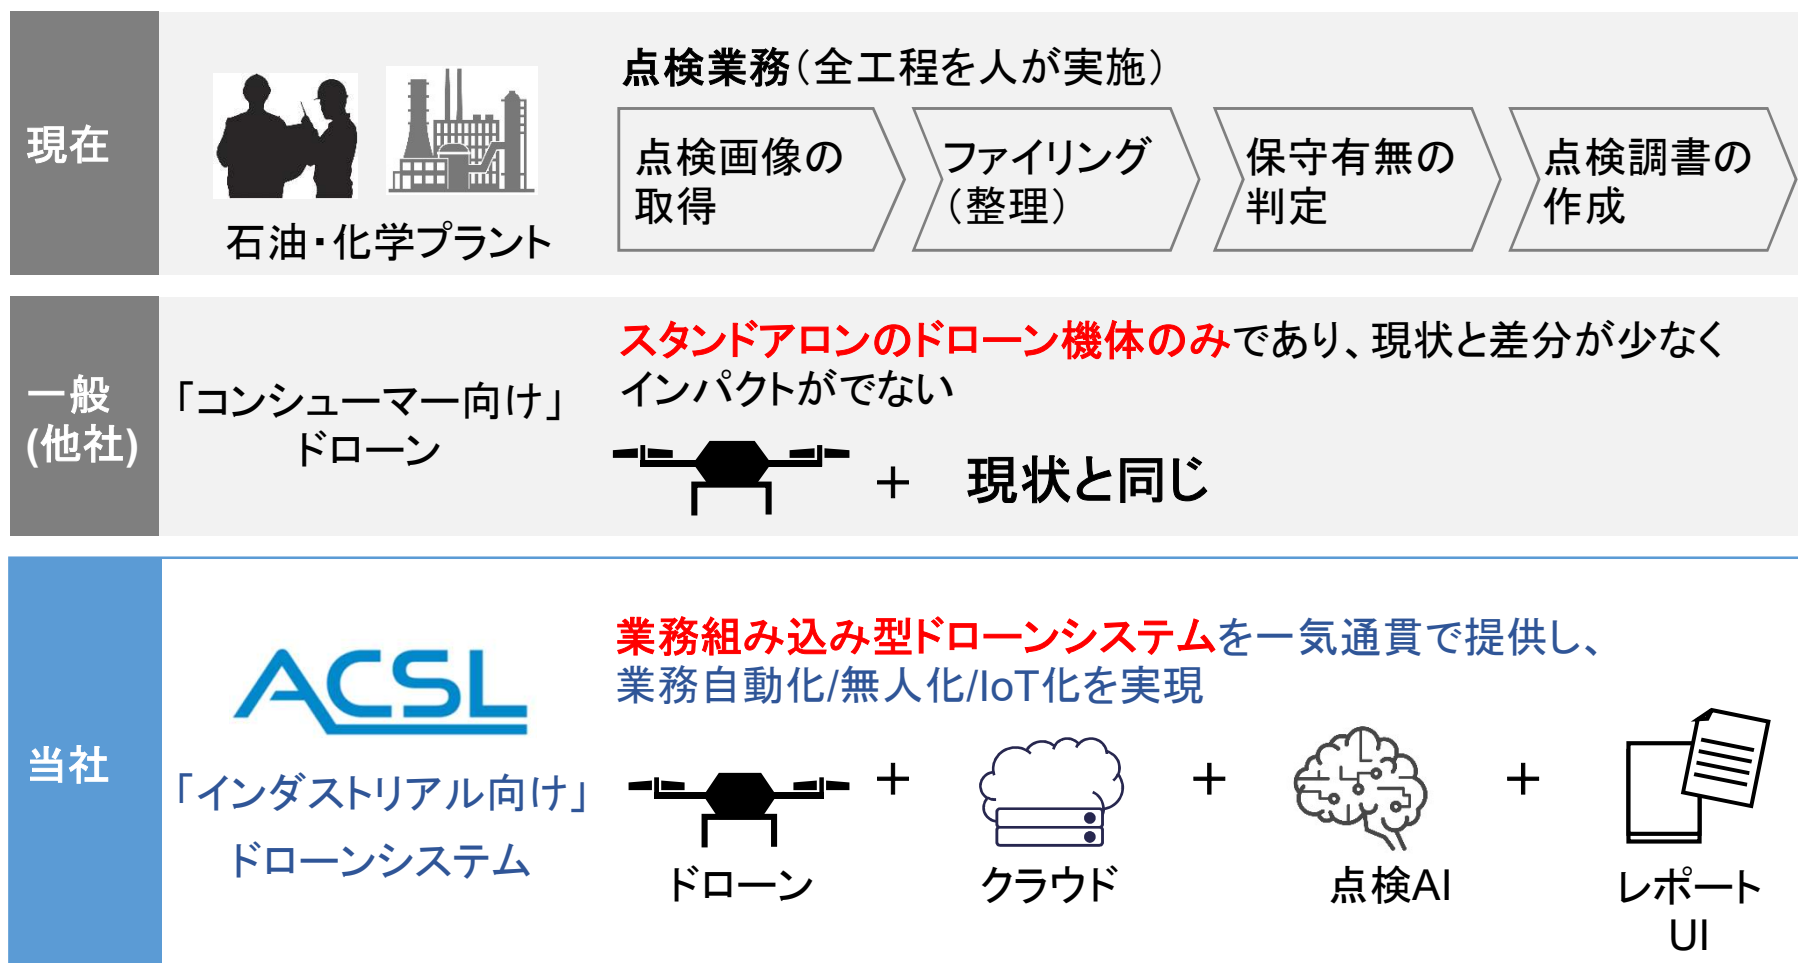 現在
石油・化学プラント
点検業務（全工程を人が実施）
点検画像の
取得
ファイリング
（整理）
保守有無の
判定
点検調書の
作成
一般
(他社)
「コンシューマー向け」
ドローン
スタンドアロンのドローン機体のみであり、現状と差分が少なく
インパクトがでない
+ 現状と同じ
当社
ACSL
「インダストリアル向け」
ドローンシステム
業務組み込み型ドローンシステムを一気通貫で提供し、
業務自動化/無人化/IoT化を実現
+ + +
ドローン
クラウド
点検AI
レポート
UI